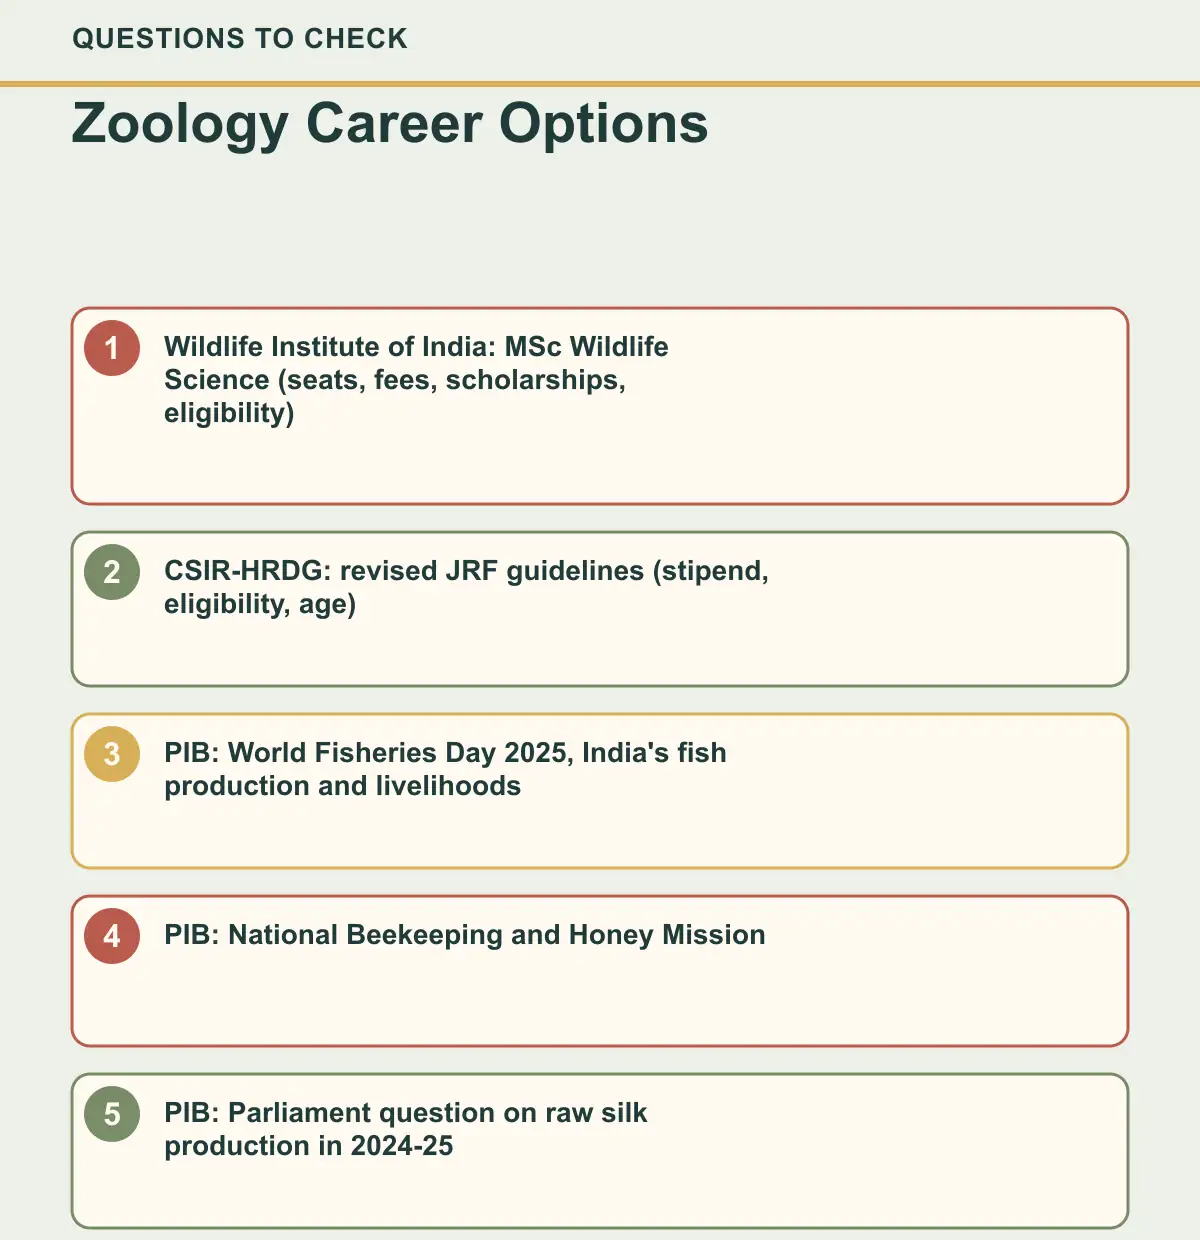 QUESTIONS TO CHECK
Zoology Career Options
1
Wildlife Institute of India: MSc Wildlife
Science (seats, fees, scholarships,
eligibility)
2
CSIR-HRDG: revised JRF guidelines (stipend,
eligibility, age)
3
PIB: World Fisheries Day 2025, India's fish
production and livelihoods
4
PIB: National Beekeeping and Honey Mission
5
PIB: Parliament question on raw silk
production in 2024-25